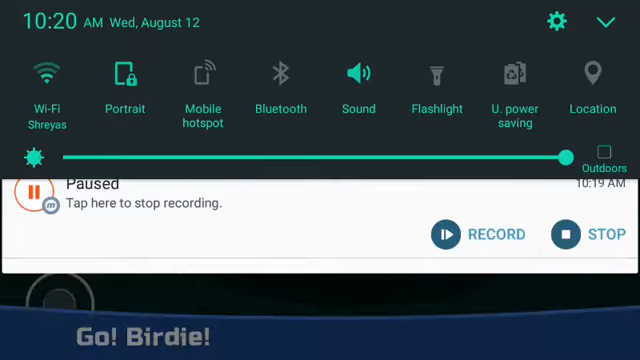 10:20 AM Wed, August 12
Wi-Fi
Shreyas
Portrait
Mobile
hotspot
Bluetooth
Sound
Flashlight
U. power
saving
Location
Outdoors
Paused
10:19 AM
Tap here to stop recording.
RECORD
STOP
Go! Birdie!